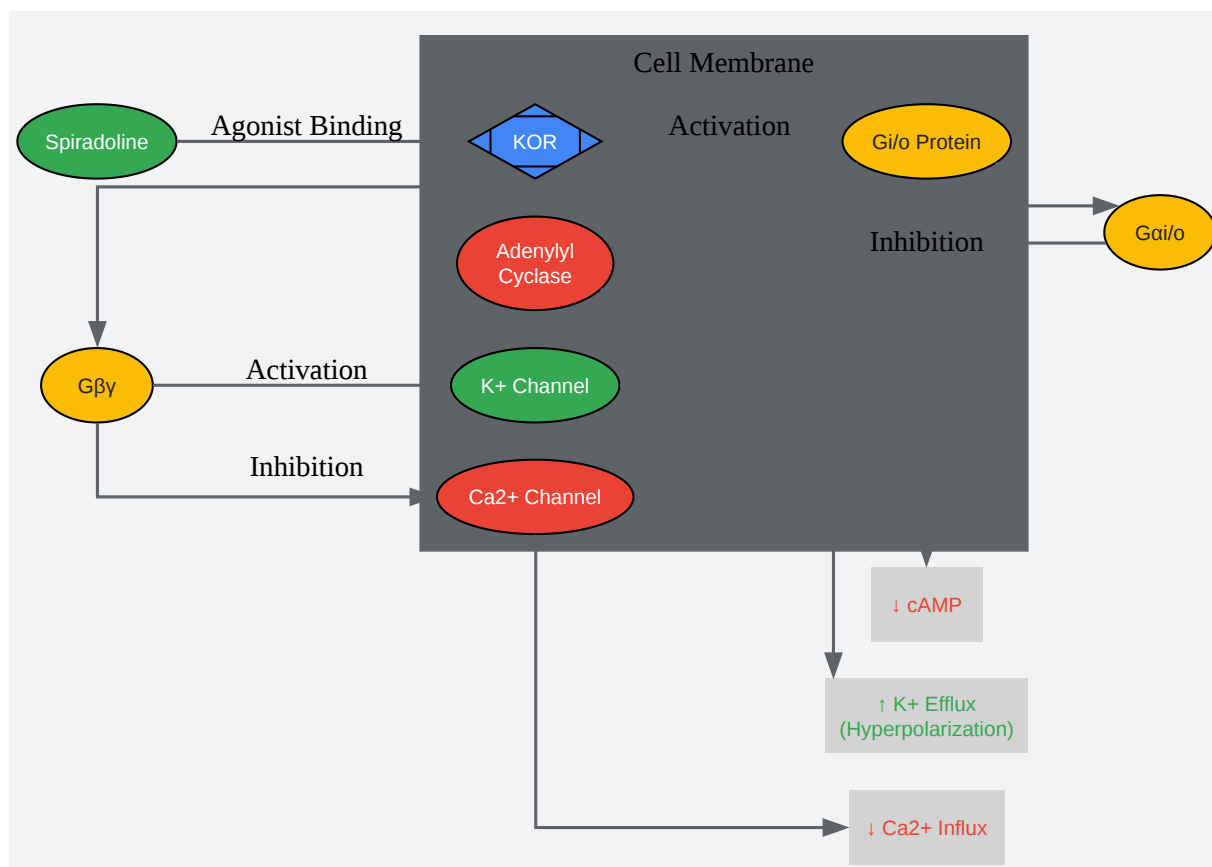 Cell Membrane
Spiradoline
Agonist Binding
KOR
Activation
Gi/o Protein
Adenylyl
Cyclase
Inhibition
Gαi/o
Gβγ
Activation
K+ Channel
Inhibition
Ca2+ Channel
↓ cAMP
↑ K+ Efflux
(Hyperpolarization)
↓ Ca2+ Influx